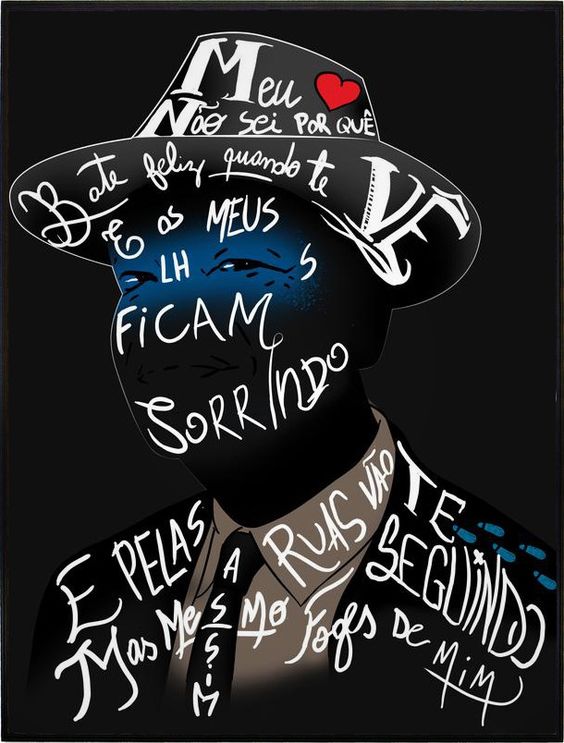 MEU
NÃO SEI POR QUÊ
Bate feliz quando te
VÊ
E OS MEUS
LH S
FICAM
SORRINDO
E PELAS
RUAS VÃO
TE
SEGUINDO
Mas MeSMO
ASSIM
Foges DE MIM